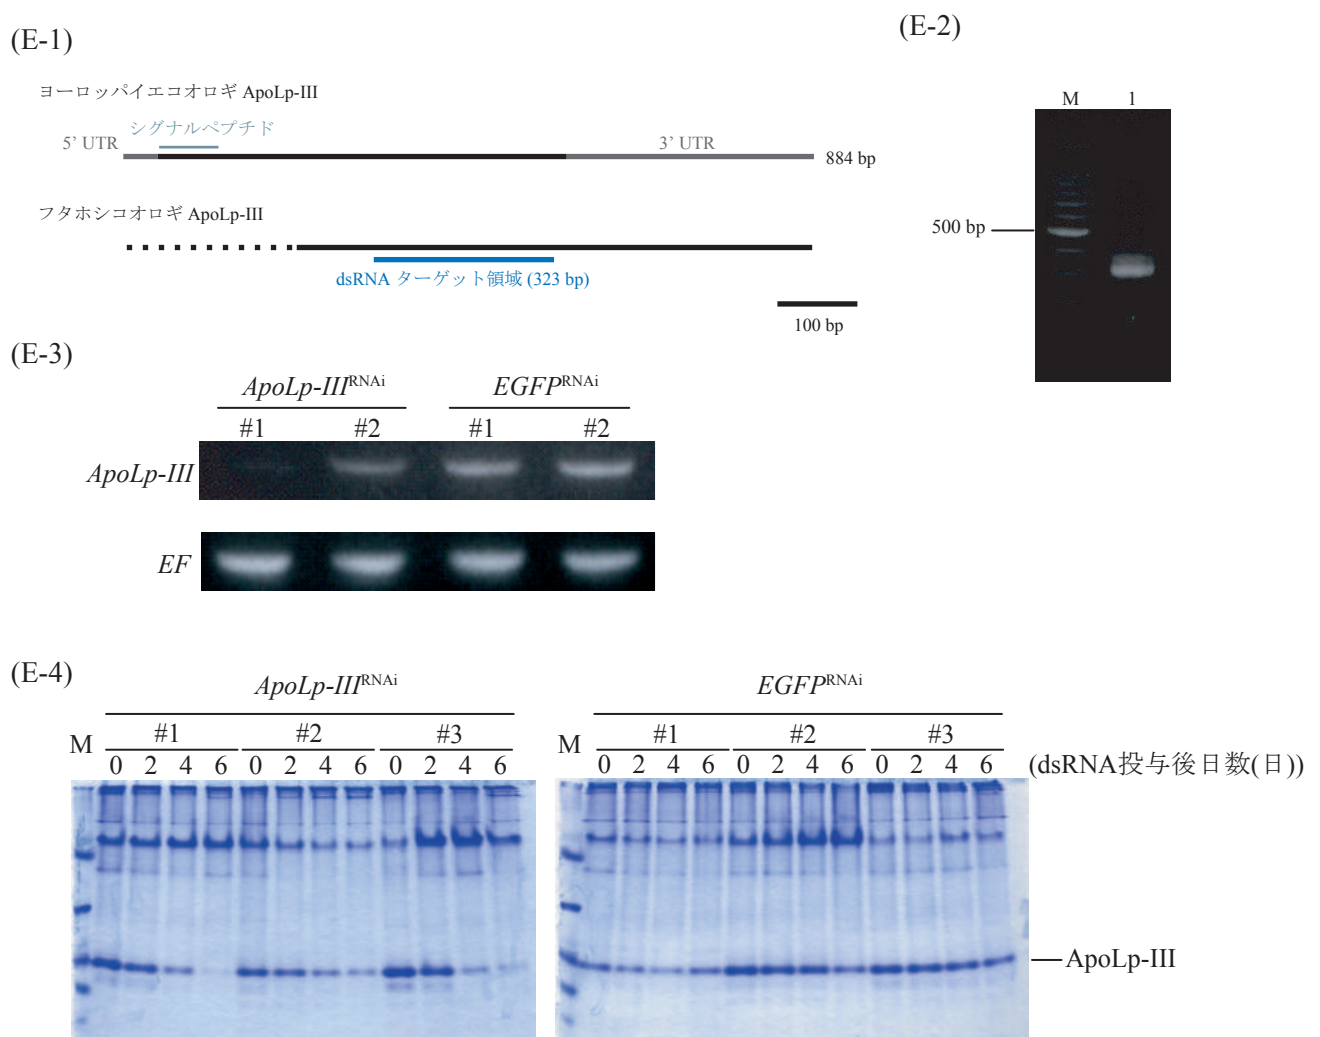 (E-1)
ヨーロッパイエコオロギ ApoLp-III
シグナルペプチド
5’ UTR
3’ UTR
884 bp
フタホシコオロギ ApoLp-III
dsRNA ターゲット領域 (323 bp)
100 bp
(E-2)
M 1
500 bp
(E-3)
ApoLp-IIIRNAi EGFPRNAi
#1 #2 #1 #2
ApoLp-III
EF
(E-4)
ApoLp-IIIRNAi EGFPRNAi
M #1 #2 #3 M #1 #2 #3
0 2 4 6 0 2 4 6 0 2 4 6 0 2 4 6 0 2 4 6 0 2 4 6 (dsRNA投与後日数(日))
ApoLp-III